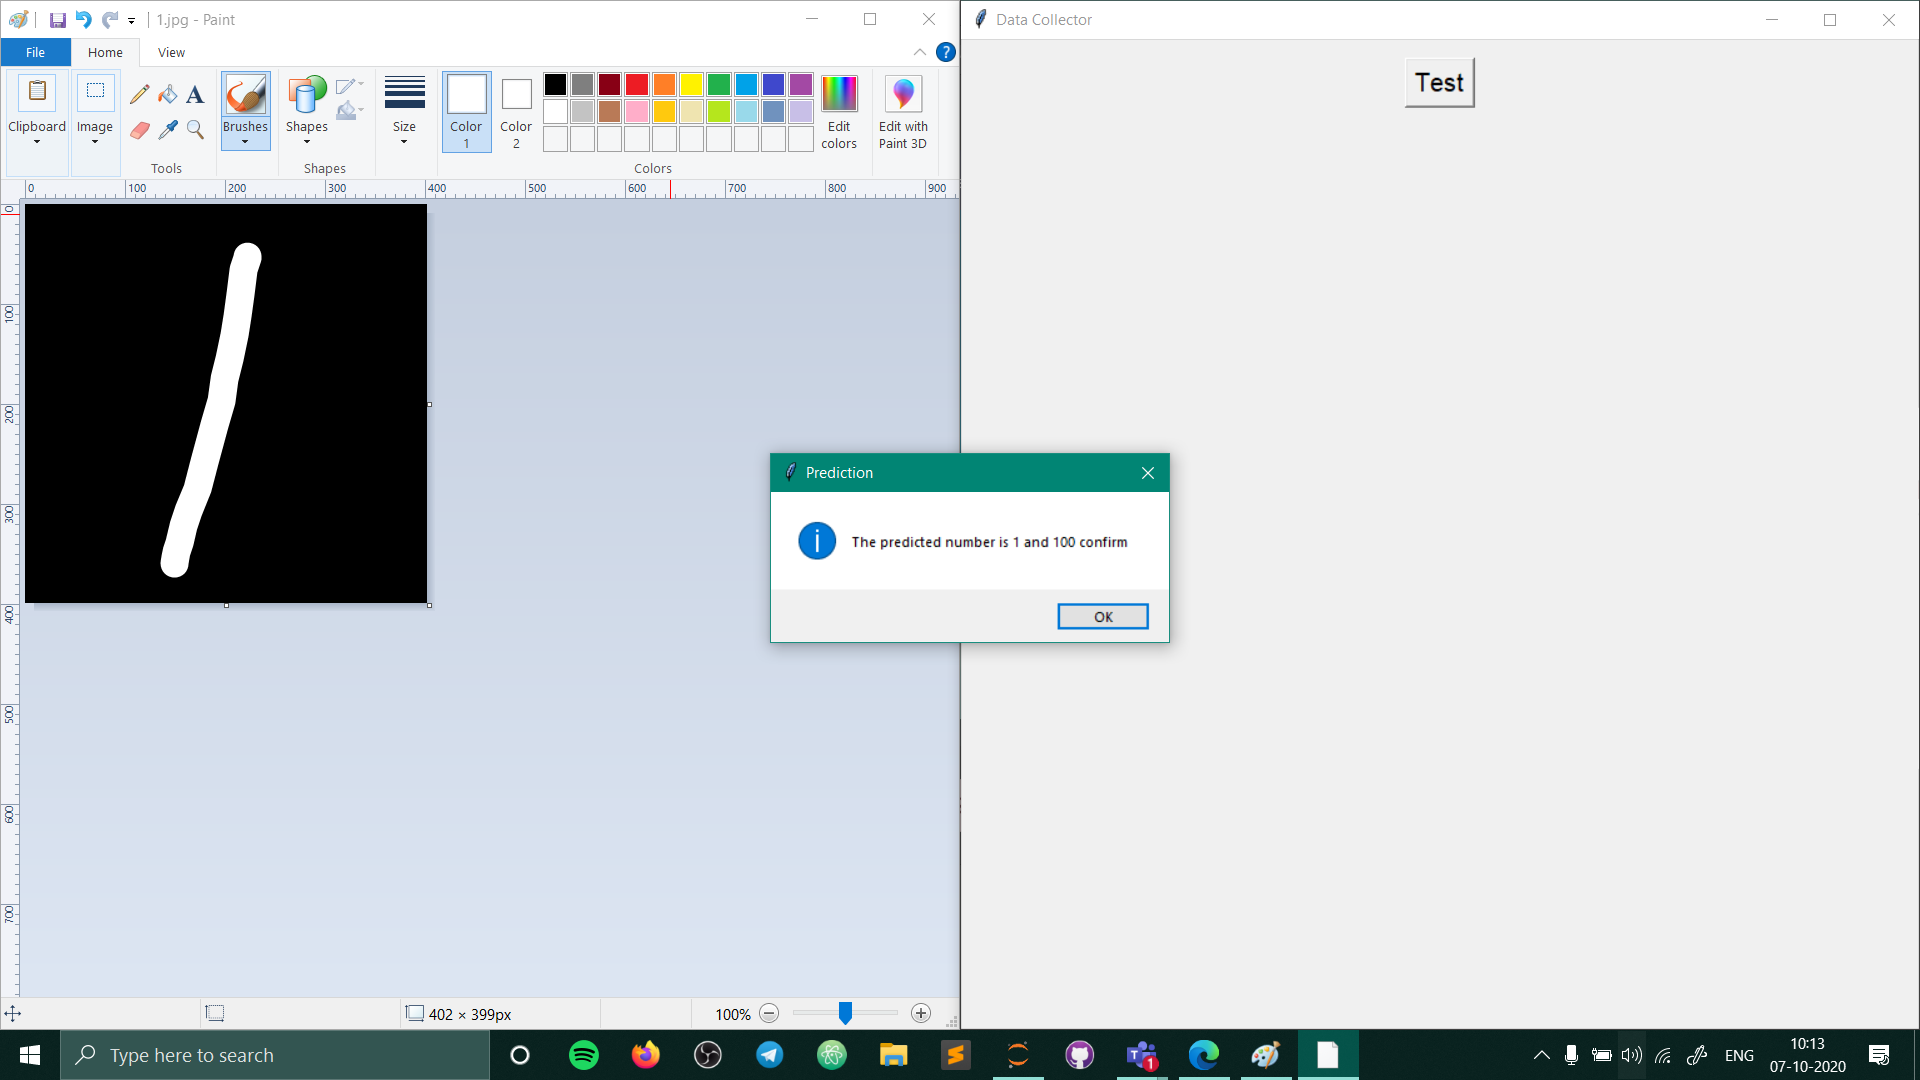 1.jpg - Paint
File Home View
Clipboard Image Brushes Shapes Size Color 1 Color 2 Edit colors Edit with Paint 3D
Tools Shapes Colors
0 100 200 300 400 500 600 700 800 900
0
100
200
300
400
500
600
700
402 × 399px 100%
Data Collector
Test
Prediction
The predicted number is 1 and 100 confirm
OK
Type here to search
1
ENG
10:13
07-10-2020